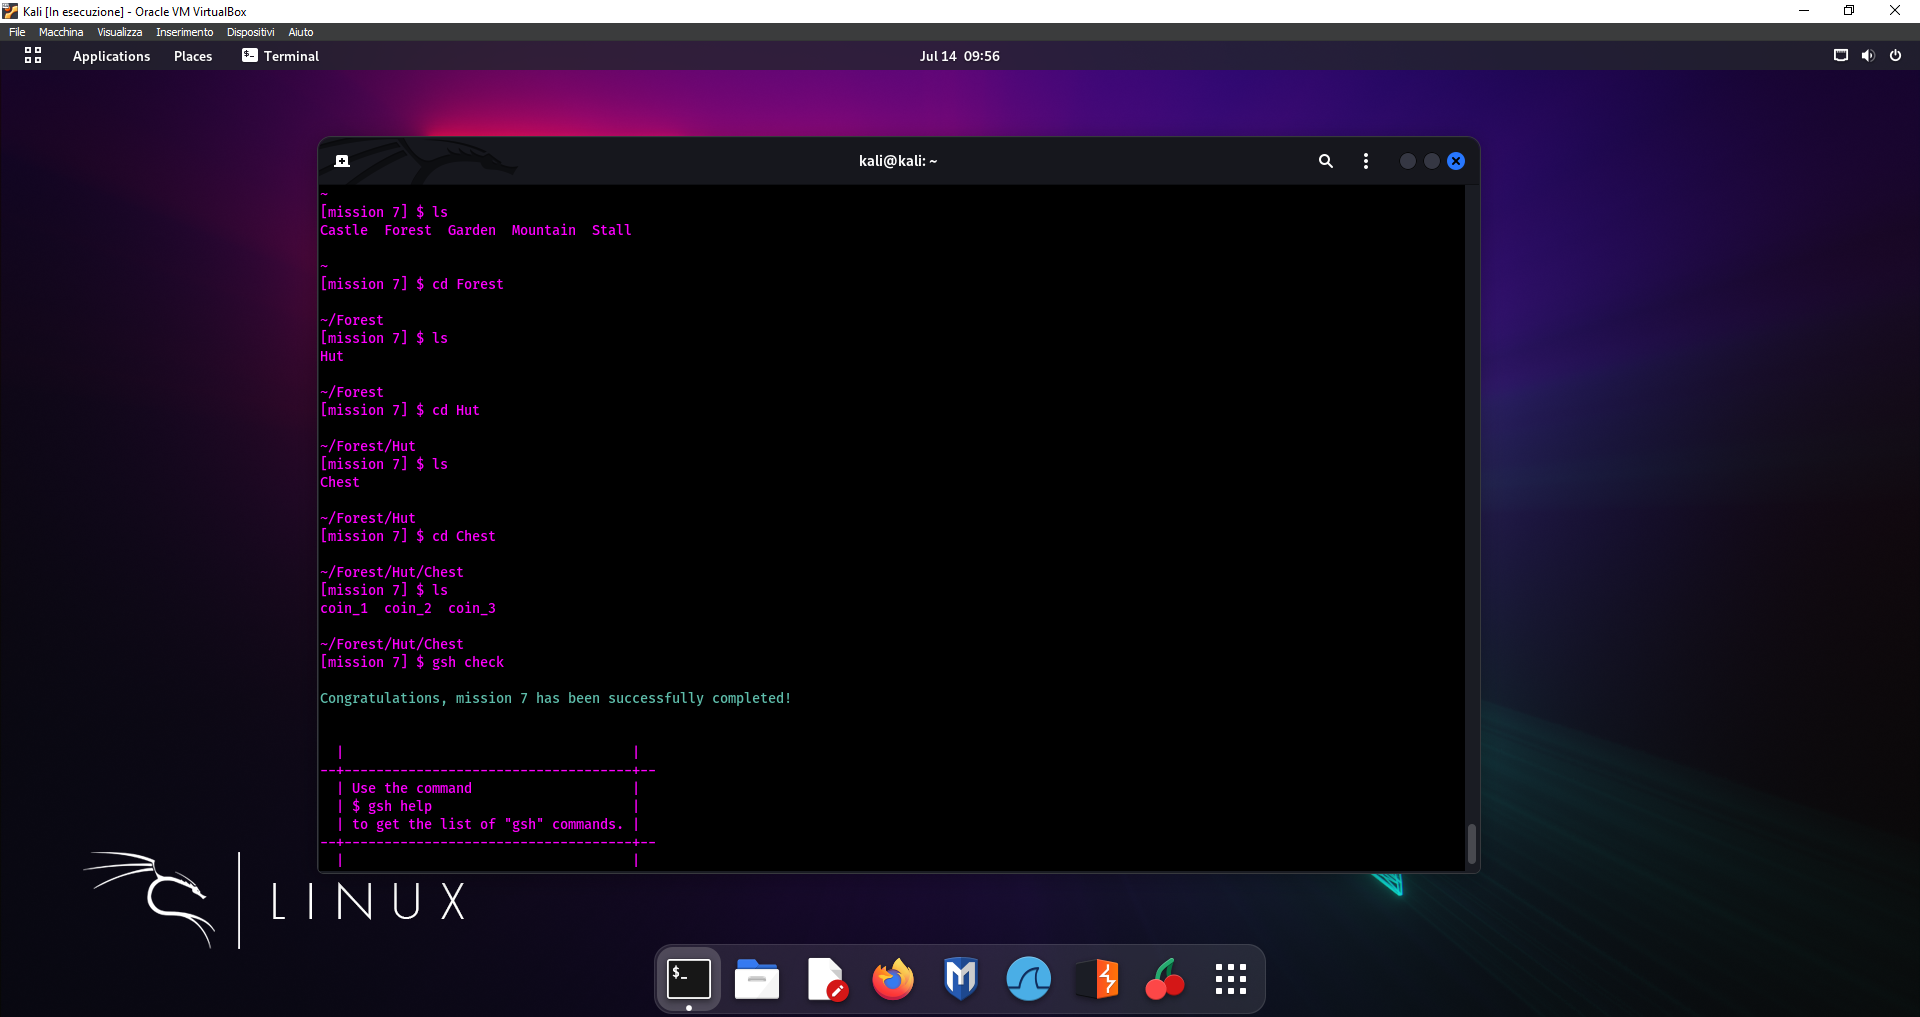 Kali [In esecuzione] - Oracle VM VirtualBox
File Macchina Visualizza Inserimento Dispositivi Aiuto
Applications Places Terminal Jul 14 09:56
kali@kali: ~
~
[mission 7] $ ls
Castle  Forest  Garden  Mountain  Stall
~
[mission 7] $ cd Forest
~/Forest
[mission 7] $ ls
Hut
~/Forest
[mission 7] $ cd Hut
~/Forest/Hut
[mission 7] $ ls
Chest
~/Forest/Hut
[mission 7] $ cd Chest
~/Forest/Hut/Chest
[mission 7] $ ls
coin_1  coin_2  coin_3
~/Forest/Hut/Chest
[mission 7] $ gsh check
Congratulations, mission 7 has been successfully completed!
Use the command
$ gsh help
to get the list of "gsh" commands.
LINUX
$_